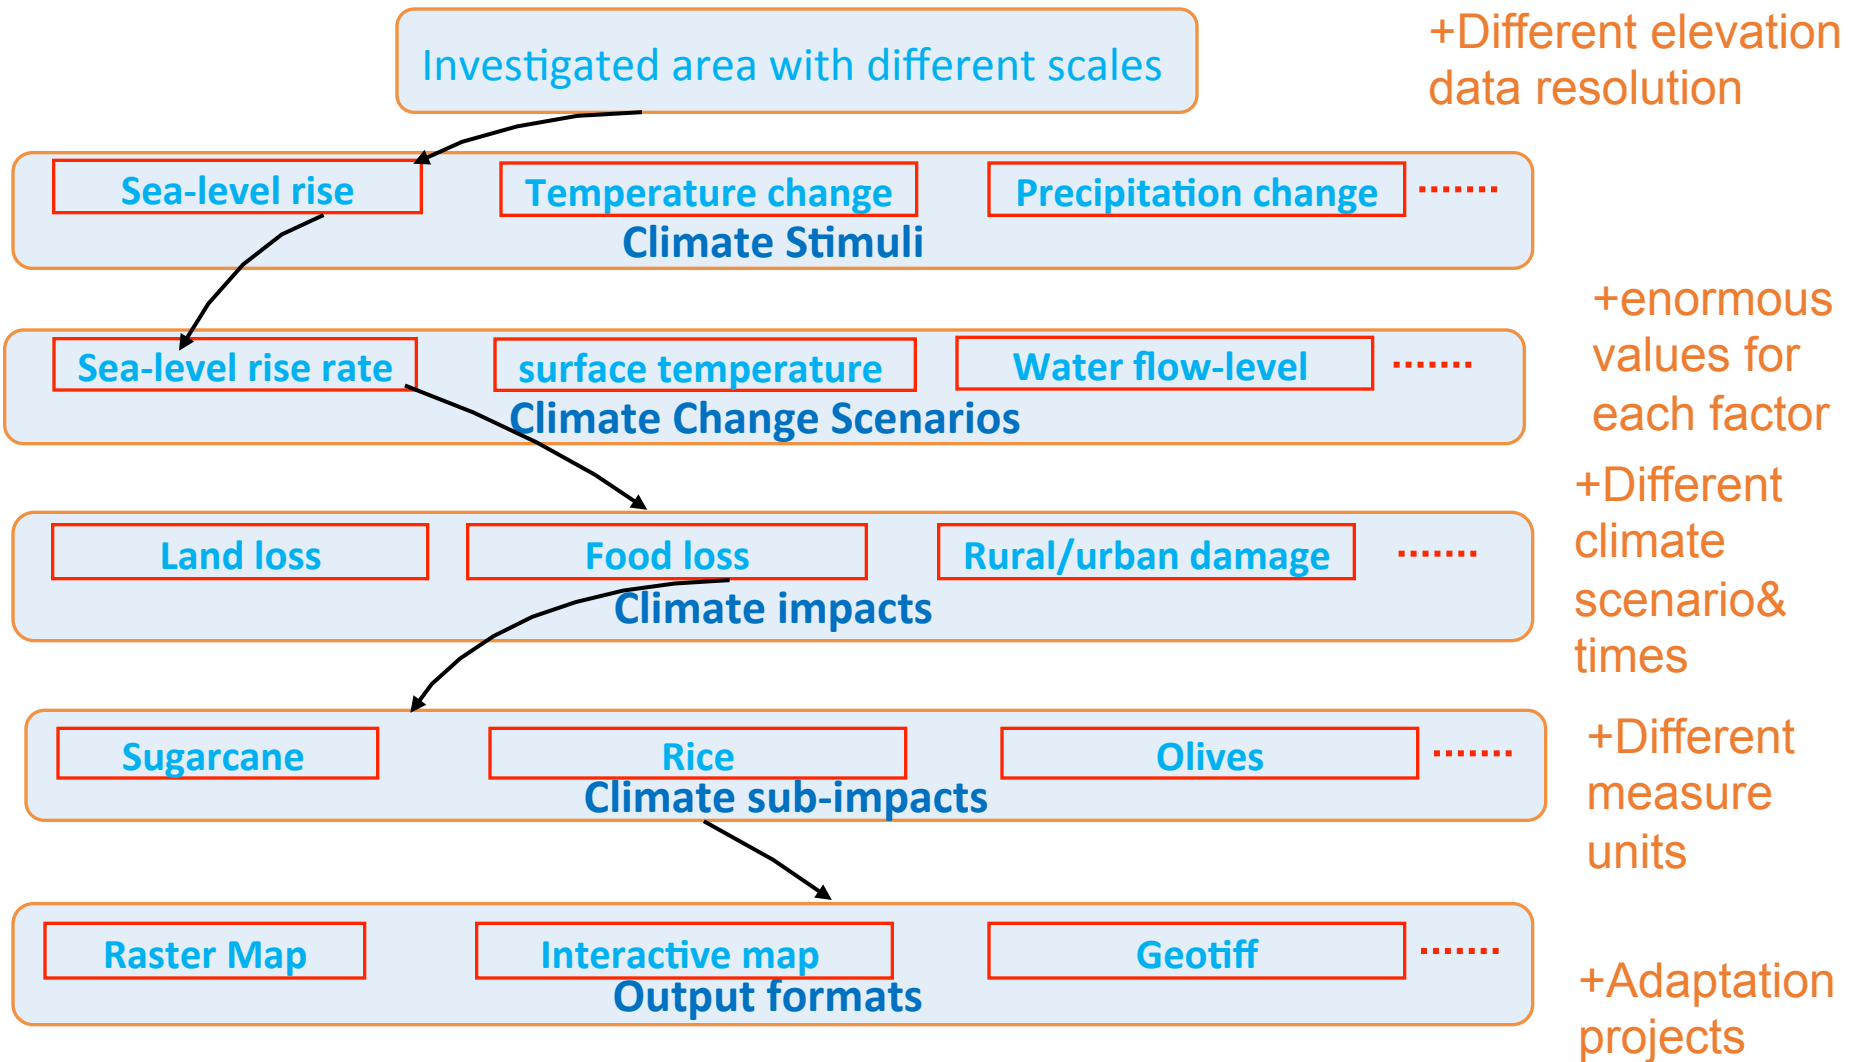 Investigated area with different scales
+Different elevation
data resolution
Sea-level rise
Temperature change
Precipitation change
Climate Stimuli
+enormous
values for
each factor
Sea-level rise rate
surface temperature
Water flow-level
Climate Change Scenarios
+Different
climate
scenario&
times
Land loss
Food loss
Rural/urban damage
Climate impacts
Sugarcane
Rice
Olives
Climate sub-impacts
+Different
measure
units
Raster Map
Interactive map
Geotiff
Output formats
+Adaptation
projects